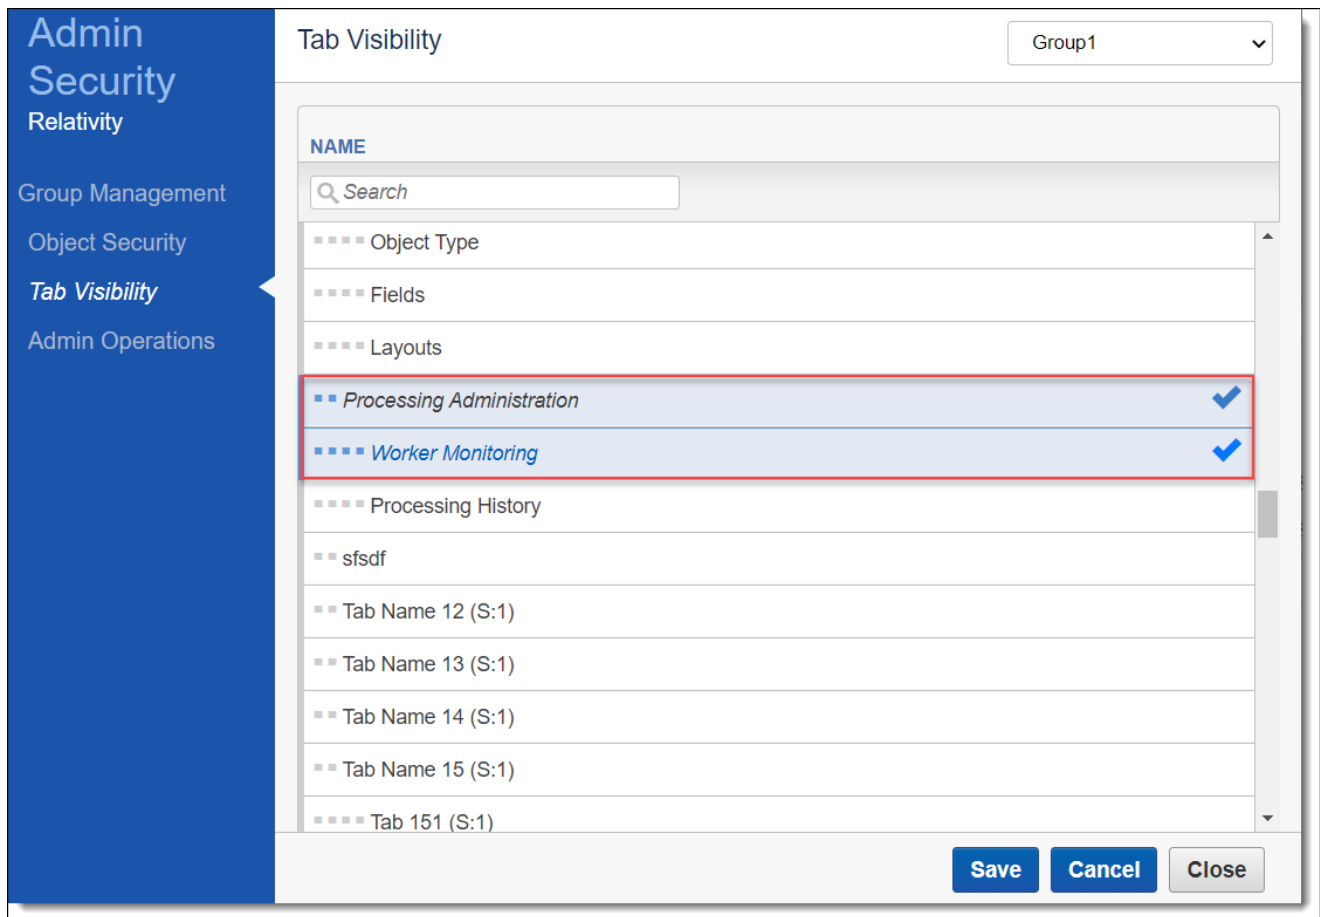 Admin
Security
Relativity
Group Management
Object Security
Tab Visibility
Admin Operations
Tab Visibility
Group1
NAME
Search
Object Type
Fields
Layouts
Processing Administration
Worker Monitoring
Processing History
sfsdf
Tab Name 12 (S:1)
Tab Name 13 (S:1)
Tab Name 14 (S:1)
Tab Name 15 (S:1)
Tab 151 (S:1)
Save Cancel Close